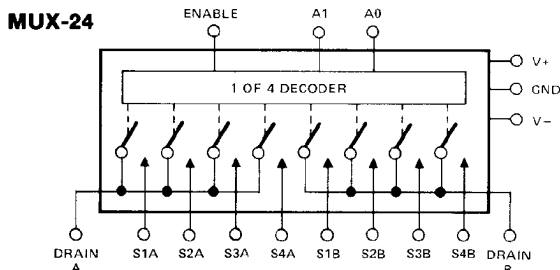 MUX-24
ENABLE A1 A0
1 OF 4 DECODER
V+
GND
V−
DRAIN A S1A S2A S3A S4A S1B S2B S3B S4B DRAIN